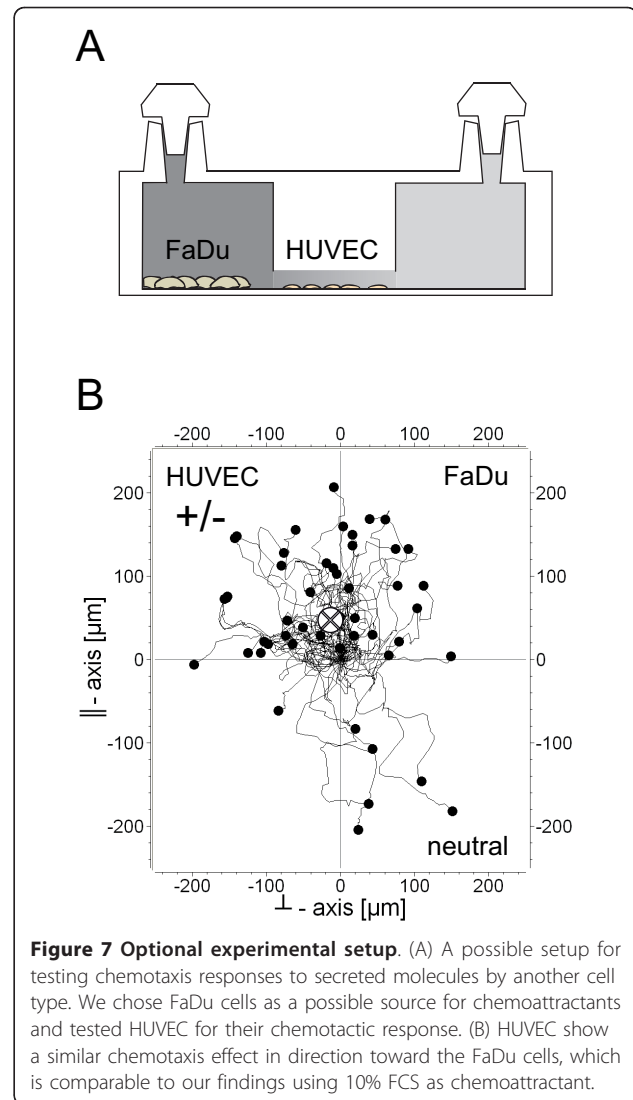 A
FaDu HUVEC
B
-200 -100 0 100 200
HUVEC FaDu
+/-
200 200
100 100
|| - axis [µm]
0 0
-100 -100
-200 -200
neutral
-200 -100 0 100 200
⊥ - axis [µm]
Figure 7 Optional experimental setup. (A) A possible setup for
testing chemotaxis responses to secreted molecules by another cell
type. We chose FaDu cells as a possible source for chemoattractants
and tested HUVEC for their chemotactic response. (B) HUVEC show
a similar chemotaxis effect in direction toward the FaDu cells, which
is comparable to our findings using 10% FCS as chemoattractant.